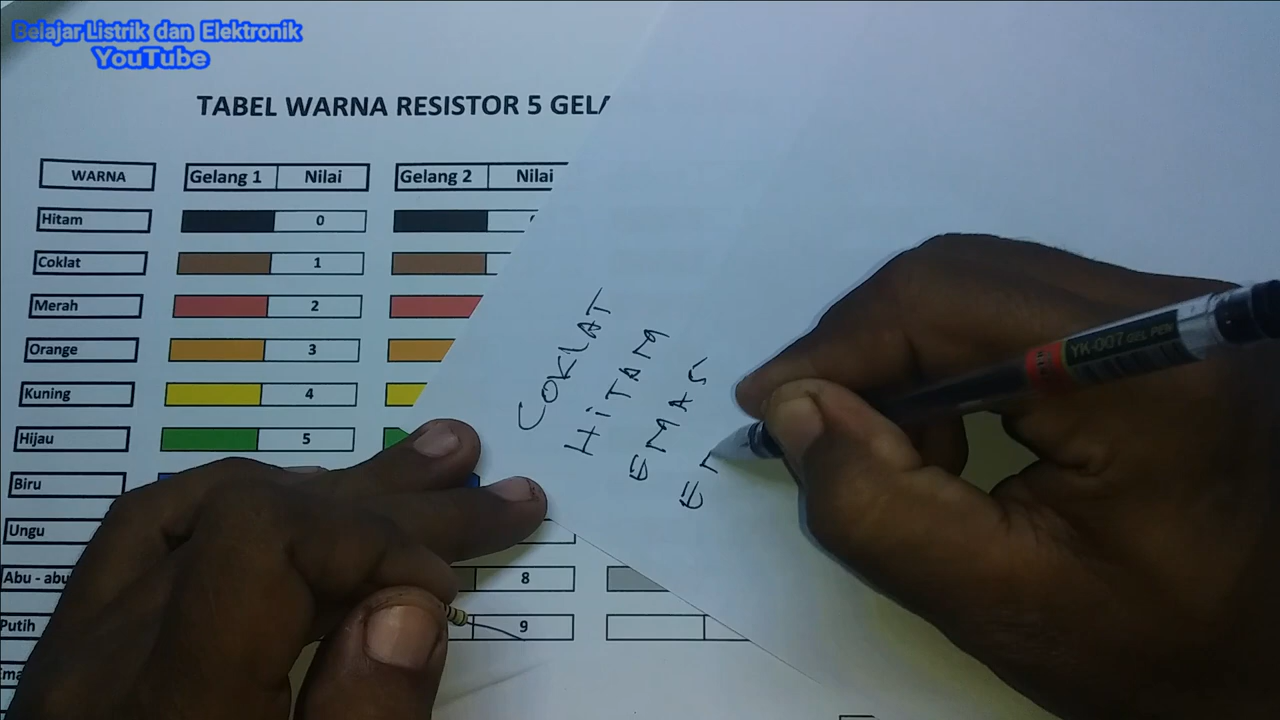 Belajar Listrik dan Elektronik
YouTube
TABEL WARNA RESISTOR 5 GEL
WARNA Gelang 1 Nilai Gelang 2 Nilai
Hitam 0
Coklat 1
Merah 2
Orange 3
Kuning 4
Hijau 5
Biru
Ungu
Abu - abu 8
Putih 9
COKLAT
HiTAM
EMAS
E
YK-007 GEL PEN